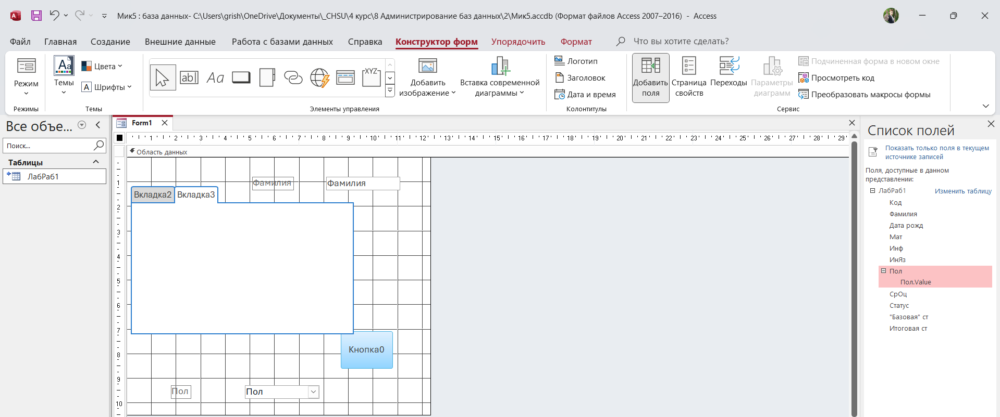 Мик5 : база данных- C:\Users\grish\OneDrive\Документы\_CHSU\4 курс\8 Администрирование баз данных\2\Мик5.accdb (Формат файлов Access 2007–2016) - Access
Файл Главная Создание Внешние данные Работа с базами данных Справка Конструктор форм Упорядочить Формат Что вы хотите сделать?
Режим
Режимы
Темы
Цвета
Шрифты
Темы
ab
Aa
XYZ
Добавить
изображение
Вставка современной
диаграммы
Элементы управления
Логотип
Заголовок
Дата и время
Колонтитулы
Добавить
поля
Страница
свойств
Переходы
Параметры
диаграмм
Подчиненная форма в новом окне
Просмотреть код
Преобразовать макросы формы
Сервис
Все объе...
Поиск...
Таблицы
ЛабРаб1
Form1
1 2 3 4 5 6 7 8 9 10 11 12 13 14 15 16 17 18 19 20 21 22 23 24 25 26 27 28 29
Область данных
1
2
3
4
5
6
7
8
9
10
Фамилия Фамилия
Вкладка2 Вкладка3
Кнопка0
Пол Пол
Список полей
Показать только поля в текущем
источнике записей
Поля, доступные в данном
представлении:
ЛабРаб1 Изменить таблицу
Код
Фамилия
Дата рожд
Мат
Инф
ИнЯз
Пол
Пол.Value
СрОц
Статус
"Базовая" ст
Итоговая ст